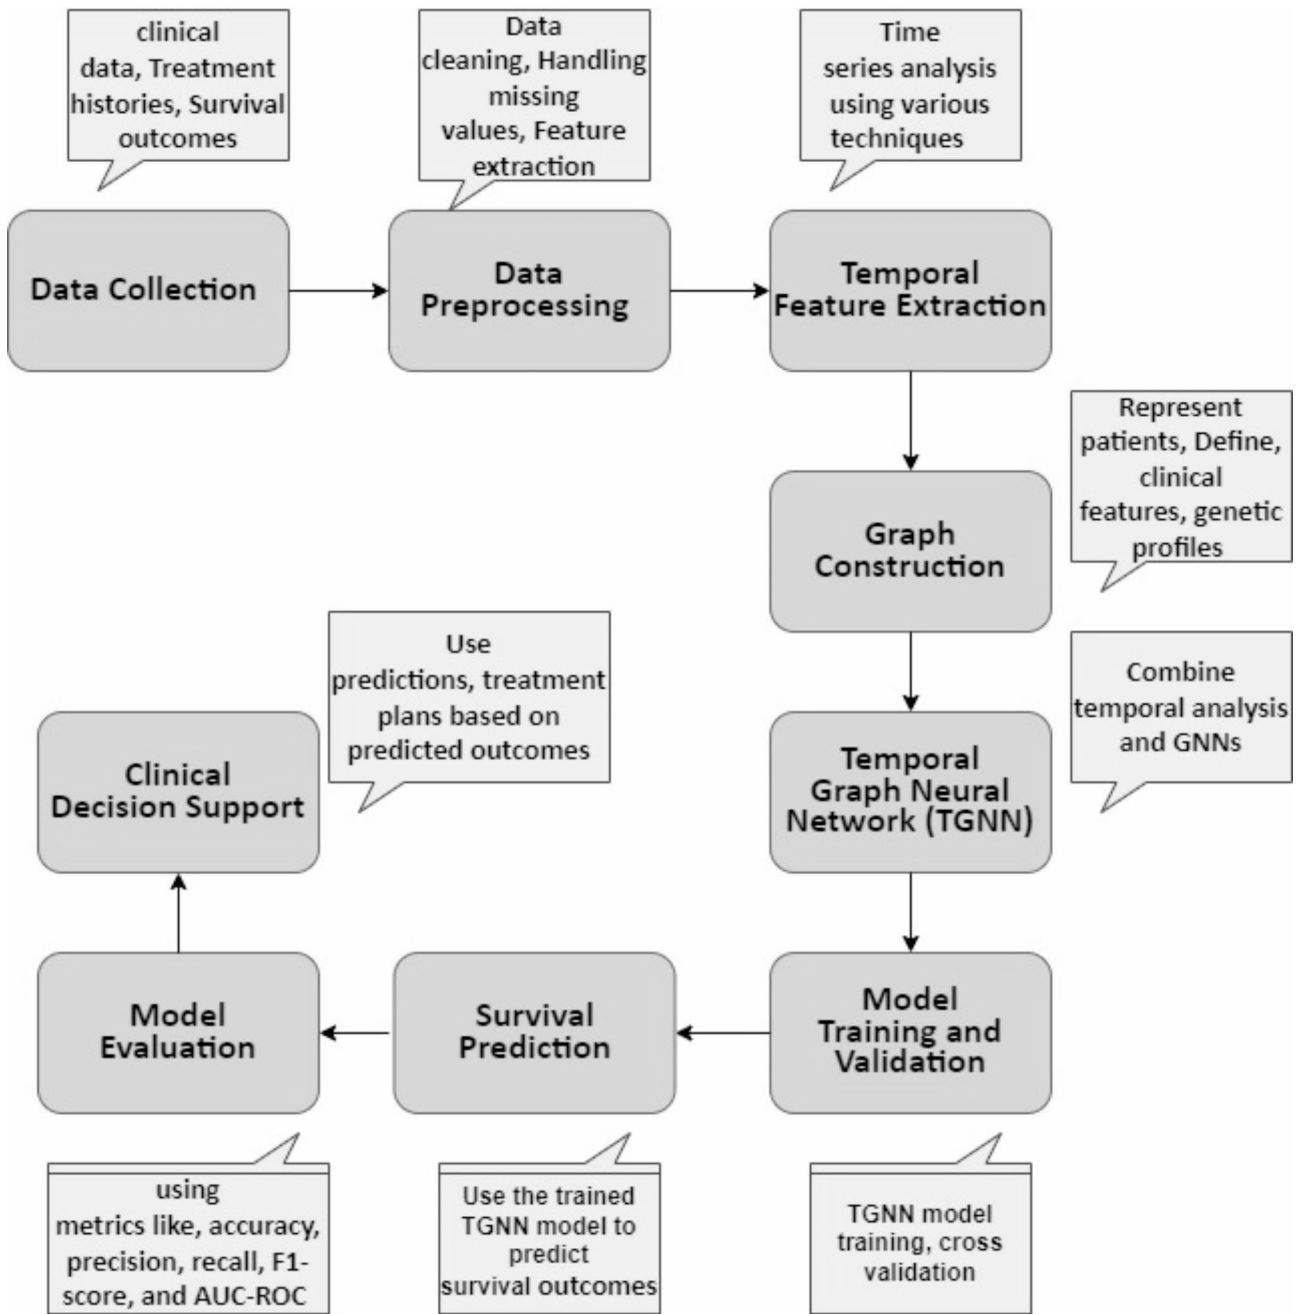 clinical
data, Treatment
histories, Survival
outcomes
Data
cleaning, Handling
missing
values, Feature
extraction
Time
series analysis
using various
techniques
Data Collection
Data
Preprocessing
Temporal
Feature Extraction
Represent
patients, Define,
clinical
features, genetic
profiles
Graph
Construction
Combine
temporal analysis
and GNNs
Temporal
Graph Neural
Network (TGNN)
Use
predictions, treatment
plans based on
predicted outcomes
Clinical
Decision Support
Model
Evaluation
Survival
Prediction
Model
Training and
Validation
using
metrics like, accuracy,
precision, recall, F1-
score, and AUC-ROC
Use the trained
TGNN model to
predict
survival outcomes
TGNN model
training, cross
validation